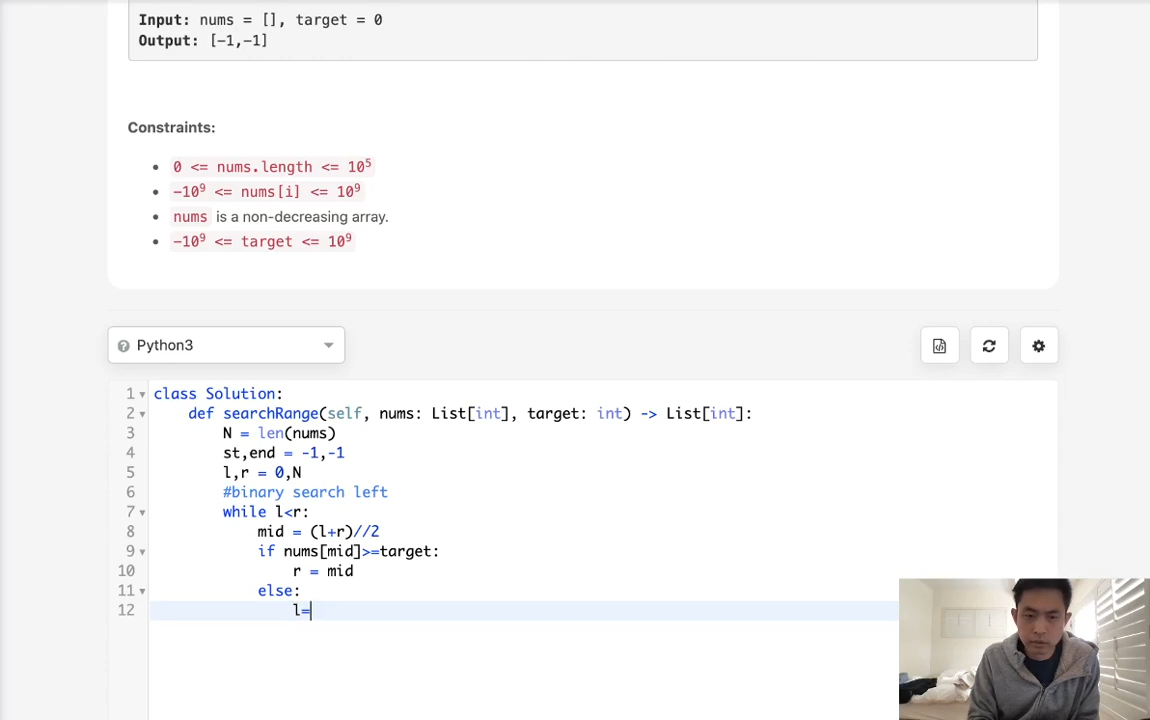 Input: nums = [], target = 0
Output: [-1,-1]
Constraints:
0 <= nums.length <= 10⁵
-10⁹ <= nums[i] <= 10⁹
nums is a non-decreasing array.
-10⁹ <= target <= 10⁹
Python3
1 class Solution:
2 def searchRange(self, nums: List[int], target: int) -> List[int]:
3 N = len(nums)
4 st,end = -1,-1
5 l,r = 0,N
6 #binary search left
7 while l<r:
8 mid = (l+r)//2
9 if nums[mid]>=target:
10 r = mid
11 else:
12 l=